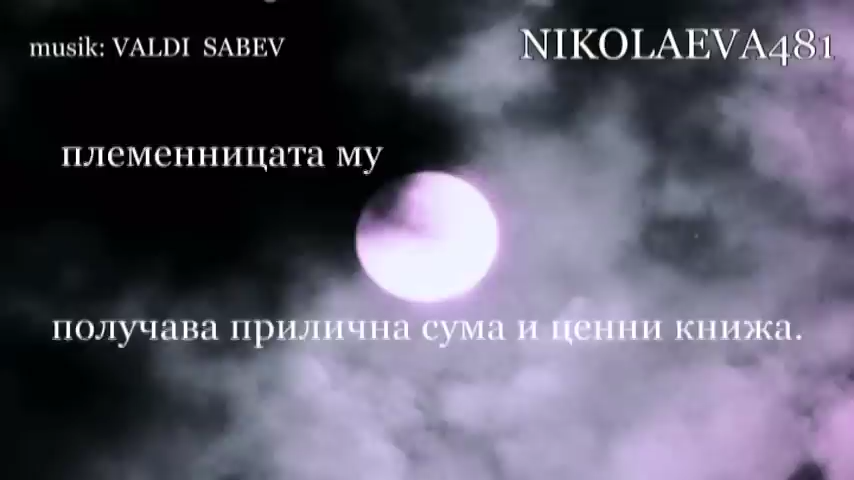 musik: VALDI SABEV
NIKOLAEVA481
племенницата му
получава прилична сума и ценни книжа.